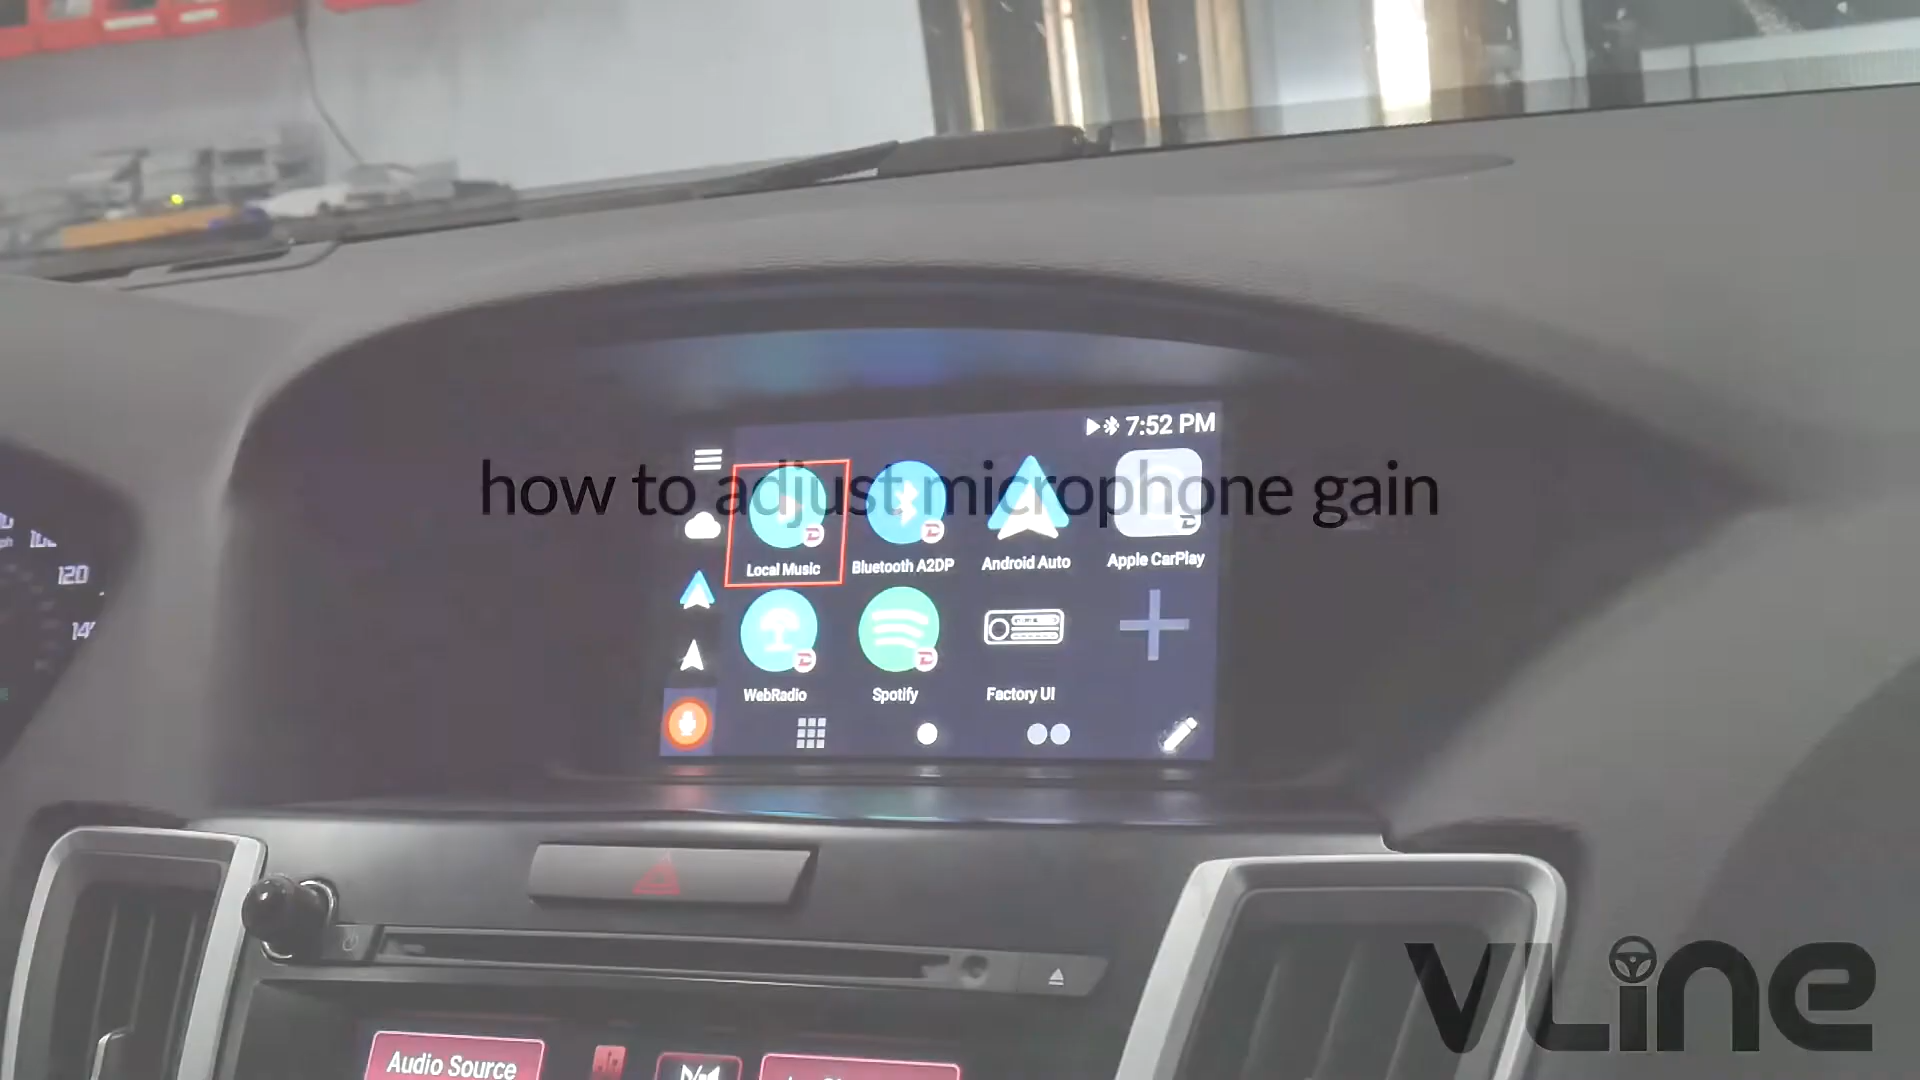 7:52 PM
how to adjust microphone gain
Local Music
Bluetooth A2DP
Android Auto
Apple CarPlay
WebRadio
Spotify
Factory UI
120
Audio Source
VLine